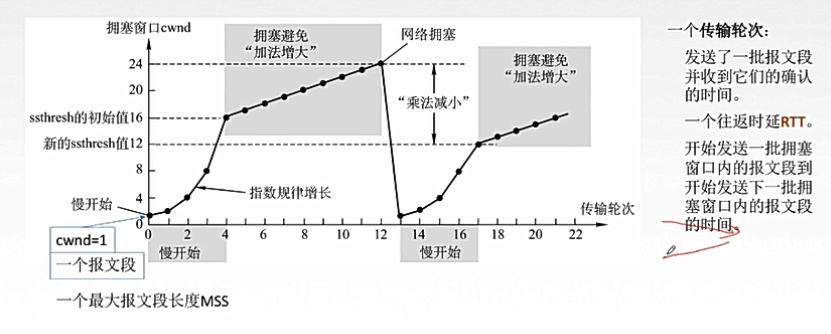 拥塞窗口cwnd
拥塞避免
“加法增大”
网络拥塞
拥塞避免
“加法增大”
24
20
“乘法减小”
ssthresh的初始值16
新的ssthresh值12
8
4
0
慢开始
指数规律增长
传输轮次
0 2 4 6 8 10 12 14 16 18 20 22
慢开始
慢开始
cwnd=1
一个报文段
一个最大报文段长度MSS
一个传输轮次：
发送了一批报文段
并收到它们的确认
的时间。
一个往返时延RTT。
开始发送一批拥塞
窗口内的报文段到
开始发送下一批拥
塞窗口内的报文段
的时间。